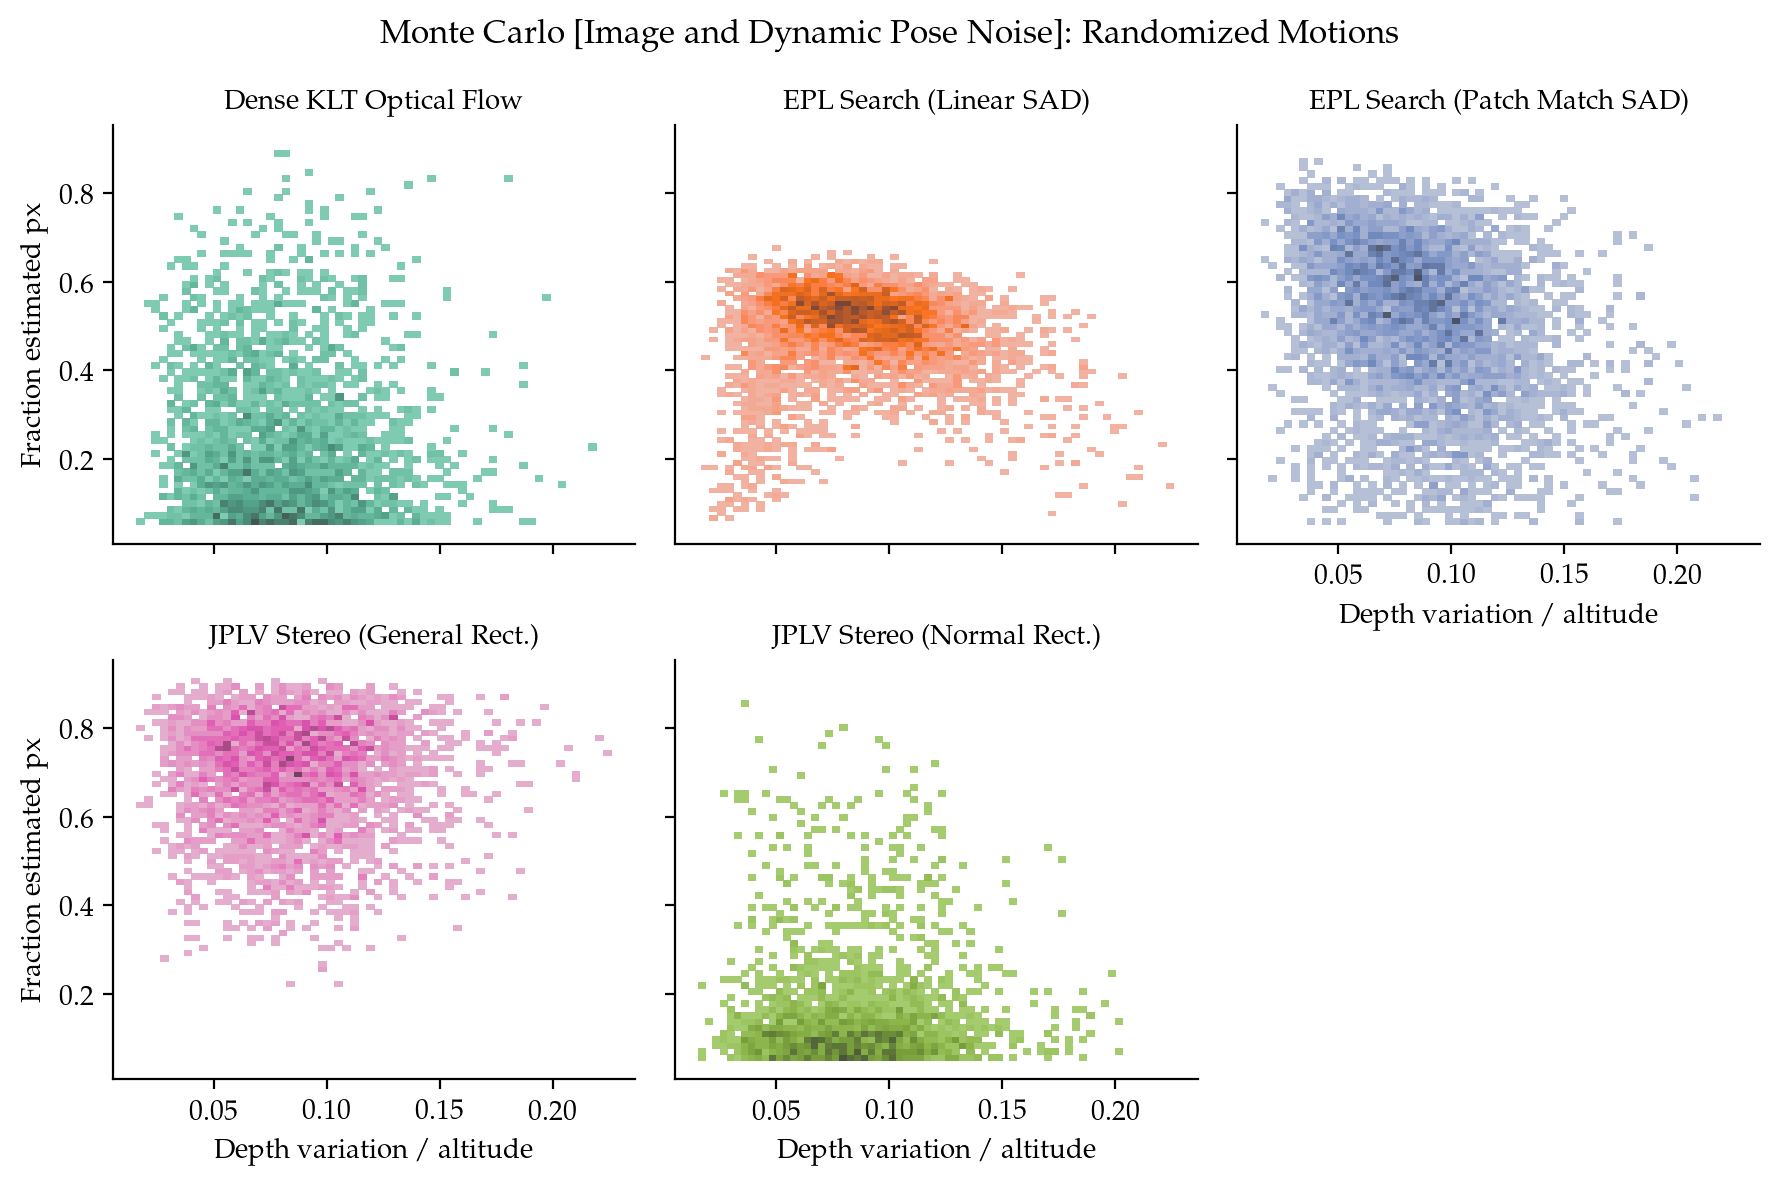 Monte Carlo [Image and Dynamic Pose Noise]: Randomized Motions
Dense KLT Optical Flow
EPL Search (Linear SAD)
EPL Search (Patch Match SAD)
Fraction estimated px
0.8
0.6
0.4
0.2
0.05 0.10 0.15 0.20
Depth variation / altitude
JPLV Stereo (General Rect.)
JPLV Stereo (Normal Rect.)
Fraction estimated px
0.8
0.6
0.4
0.2
0.05 0.10 0.15 0.20
Depth variation / altitude
0.05 0.10 0.15 0.20
Depth variation / altitude